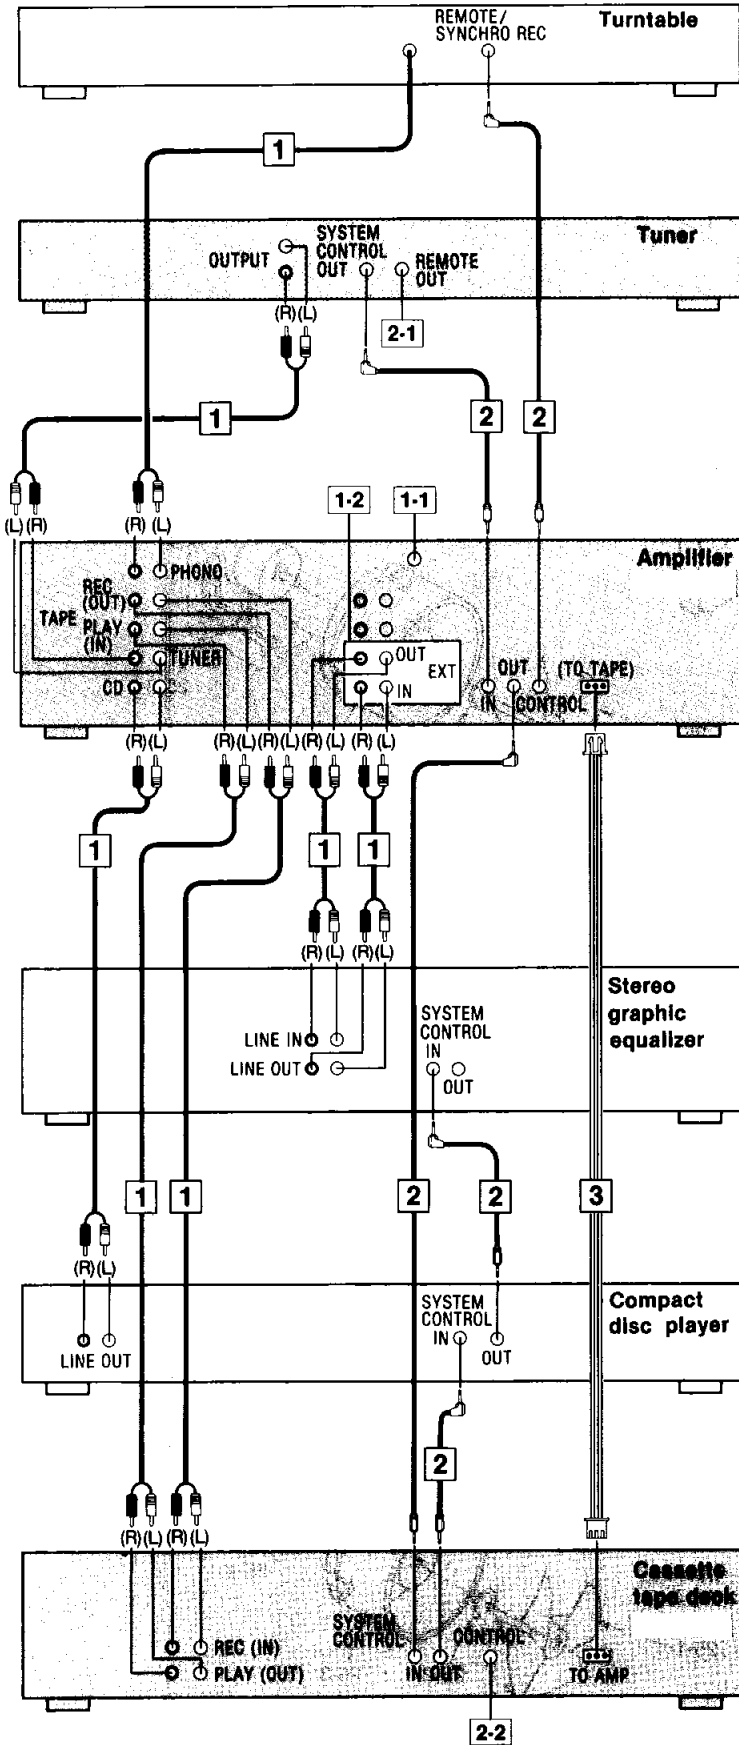 REMOTE/
SYNCHRO REC
Turntable
1
Tuner
SYSTEM
CONTROL
OUT
OUTPUT
REMOTE
OUT
(R) (L)
2-1
1
2
2
1-2
1-1
(L) (R)
(R) (L)
Amplifier
PHONO
REC
(OUT)
TAPE
PLAY
(IN)
TUNER
CD
OUT
EXT
IN
OUT
(TO TAPE)
IN
CONTROL
(R) (L)
(R) (L) (R) (L) (R) (L) (R) (L)
1
1
1
(R) (L) (R) (L)
Stereo
graphic
equalizer
SYSTEM
CONTROL
IN
OUT
LINE IN
LINE OUT
1
1
2
2
3
(R) (L)
Compact
disc player
SYSTEM
CONTROL
IN
OUT
LINE OUT
2
(R) (L) (R) (L)
Cassette
tape deck
SYSTEM
CONTROL
CONTROL
REC (IN)
PLAY (OUT)
IN OUT
TO AMP
2-2